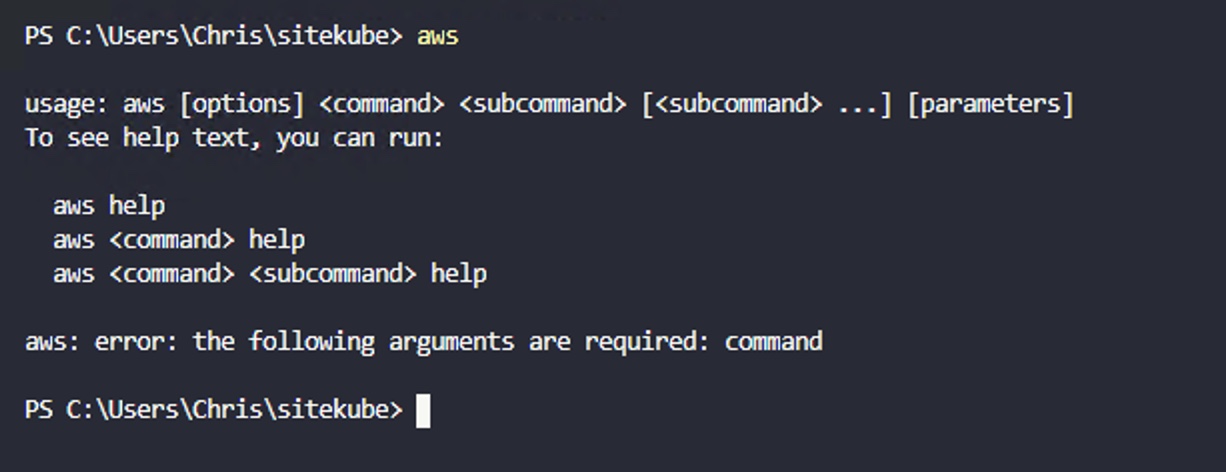 PS C:\Users\Chris\sitekube> aws
usage: aws [options] <command> <subcommand> [<subcommand> ...] [parameters]
To see help text, you can run:
aws help
aws <command> help
aws <command> <subcommand> help
aws: error: the following arguments are required: command
PS C:\Users\Chris\sitekube>